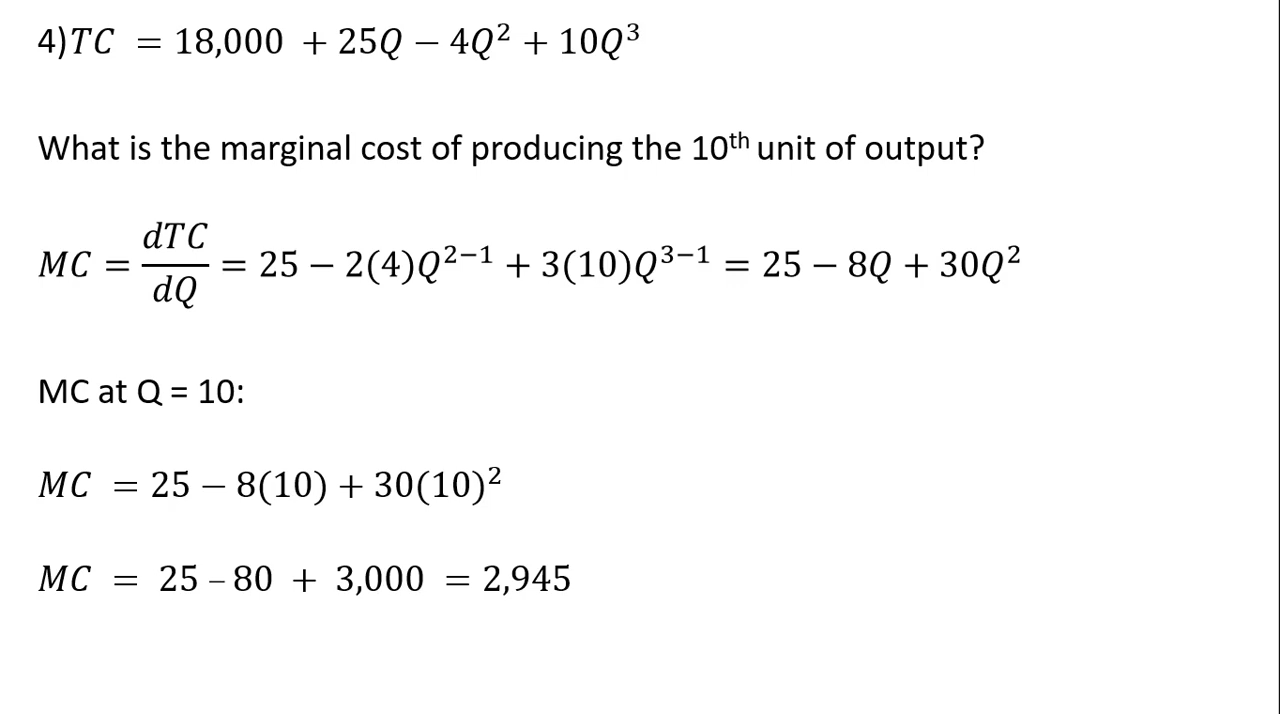 4)TC = 18,000 + 25Q – 4Q² + 10Q³
What is the marginal cost of producing the 10th unit of output?
MC = dTC/dQ = 25 – 2(4)Q²⁻¹ + 3(10)Q³⁻¹ = 25 – 8Q + 30Q²
MC at Q = 10:
MC = 25 – 8(10) + 30(10)²
MC = 25 – 80 + 3,000 = 2,945